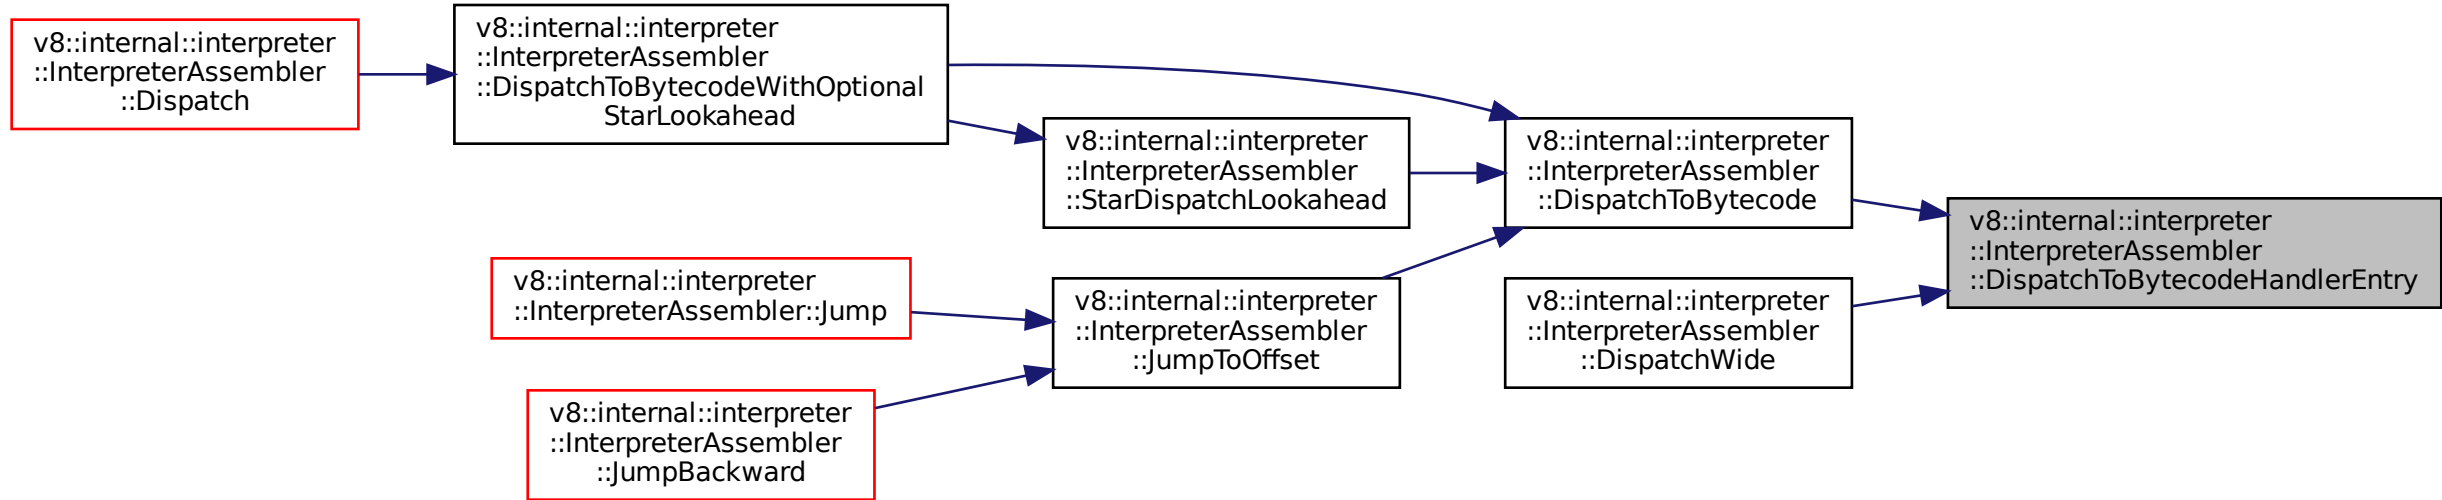 v8::internal::interpreter
::InterpreterAssembler
::Dispatch
v8::internal::interpreter
::InterpreterAssembler
::DispatchToBytecodeWithOptional
StarLookahead
v8::internal::interpreter
::InterpreterAssembler
::StarDispatchLookahead
v8::internal::interpreter
::InterpreterAssembler
::DispatchToBytecode
v8::internal::interpreter
::InterpreterAssembler
::DispatchToBytecodeHandlerEntry
v8::internal::interpreter
::InterpreterAssembler::Jump
v8::internal::interpreter
::InterpreterAssembler
::JumpToOffset
v8::internal::interpreter
::InterpreterAssembler
::DispatchWide
v8::internal::interpreter
::InterpreterAssembler
::JumpBackward